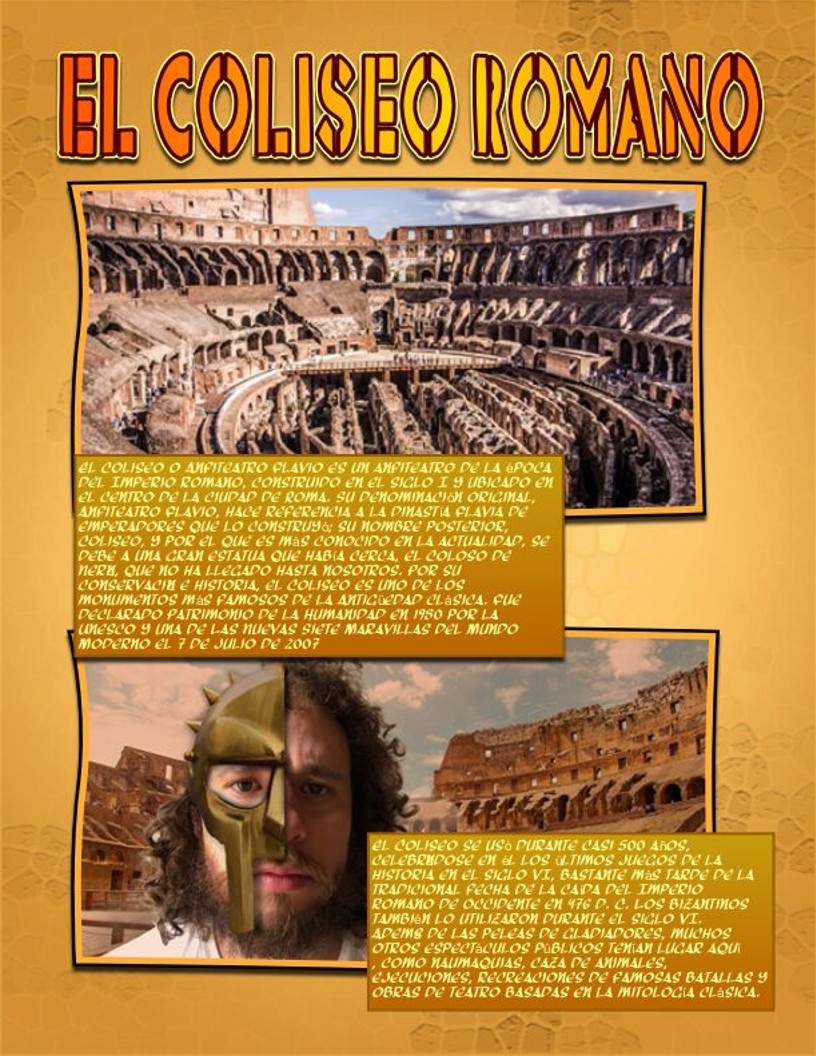 EL COLISEO ROMANO
EL COLISEO O ANFITEATRO FLAVIO ES UN ANFITEATRO DE LA éPOCA
DEL IMPERIO ROMANO, CONSTRUIDO EN EL SIGLO I Y UBICADO EN
EL CENTRO DE LA CIUDAD DE ROMA. SU DENOMINACIóN ORIGINAL,
ANFITEATRO FLAVIO, HACE REFERENCIA A LA DINASTíA FLAVIA DE
EMPERADORES QUE LO CONSTRUYó; SU NOMBRE POSTERIOR,
COLISEO, Y POR EL QUE ES MáS CONOCIDO EN LA ACTUALIDAD, SE
DEBE A UNA GRAN ESTATUA QUE HABíA CERCA, EL COLOSO DE
NERóN, QUE NO HA LLEGADO HASTA NOSOTROS. POR SU
CONSERVACIóN E HISTORIA, EL COLISEO ES UNO DE LOS
MONUMENTOS MáS FAMOSOS DE LA ANTIGüEDAD CLáSICA. FUE
DECLARADO PATRIMONIO DE LA HUMANIDAD EN 1980 POR LA
UNESCO Y UNA DE LAS NUEVAS SIETE MARAVILLAS DEL MUNDO
MODERNO EL 7 DE JULIO DE 2007
EL COLISEO SE USó DURANTE CASI 500 AñOS,
CELEBRáNDOSE EN éL LOS úLTIMOS JUEGOS DE LA
HISTORIA EN EL SIGLO VI, BASTANTE MáS TARDE DE LA
TRADICIONAL FECHA DE LA CAíDA DEL IMPERIO
ROMANO DE OCCIDENTE EN 476 D. C. LOS BIZANTINOS
TAMBIéN LO UTILIZARON DURANTE EL SIGLO VI.
ADEMáS DE LAS PELEAS DE GLADIADORES, MUCHOS
OTROS ESPECTáCULOS PúBLICOS TENíAN LUGAR AQUí
, COMO NAUMAQUIAS, CAZA DE ANIMALES,
EJECUCIONES, RECREACIONES DE FAMOSAS BATALLAS Y
OBRAS DE TEATRO BASADAS EN LA MITOLOGíA CLáSICA.